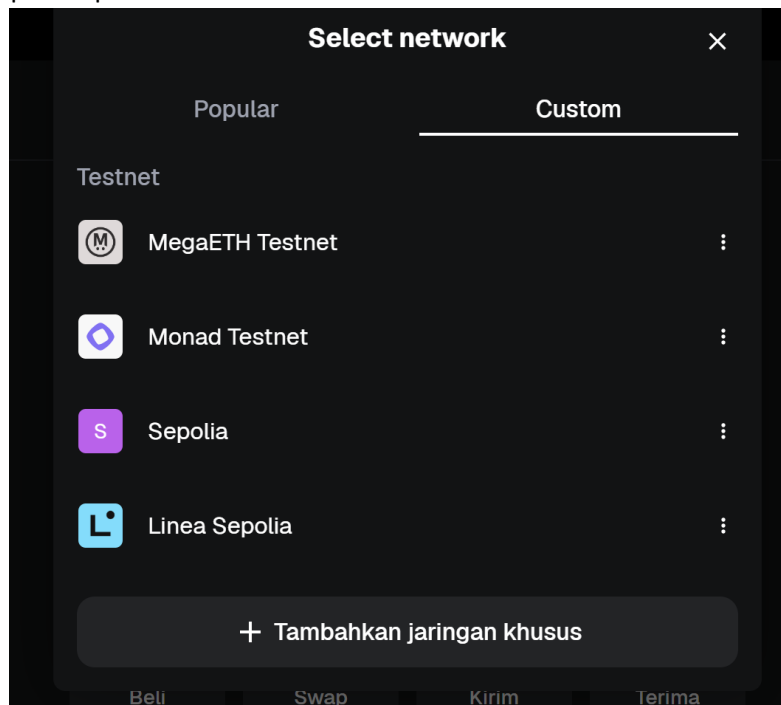 Select network
Popular Custom
Testnet
MegaETH Testnet
Monad Testnet
S Sepolia
Linea Sepolia
+ Tambahkan jaringan khusus
Beli Swap Kirim Terima